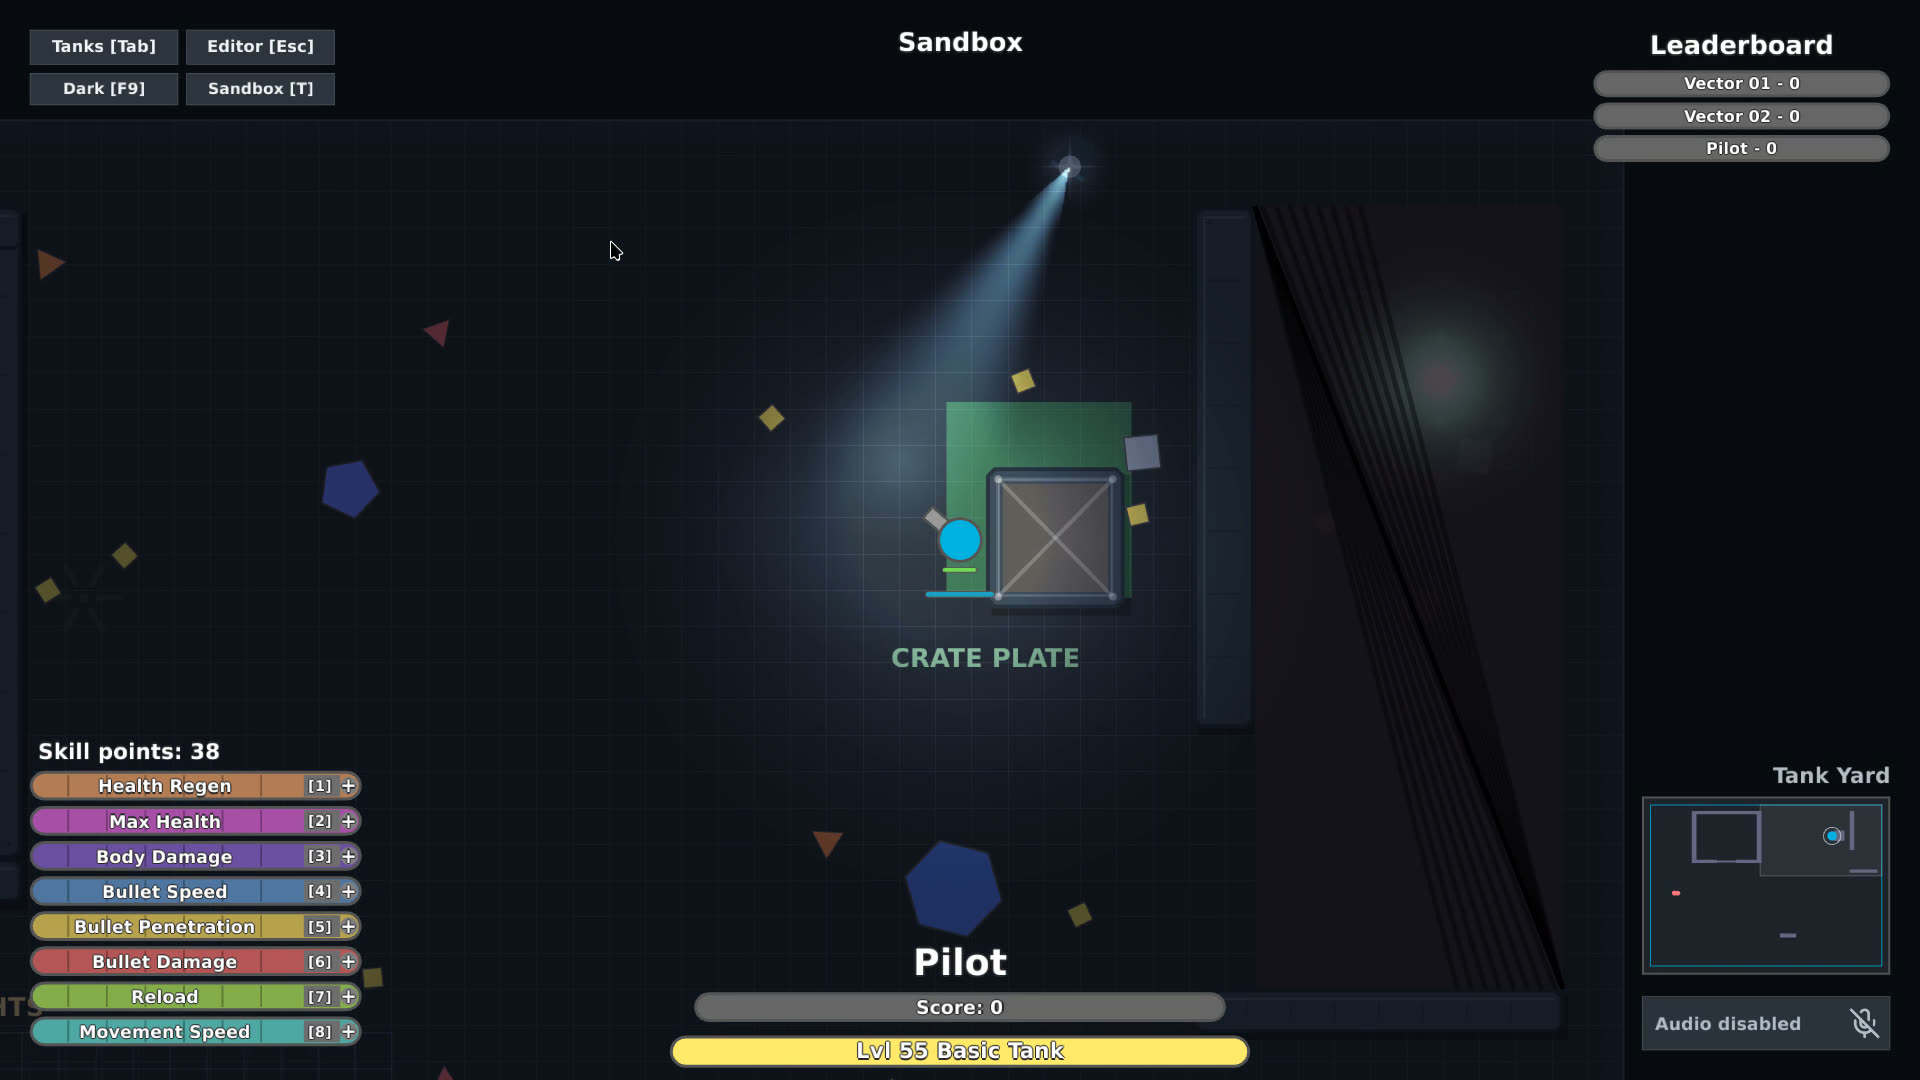 Tanks [Tab]
Editor [Esc]
Dark [F9]
Sandbox [T]
Sandbox
Leaderboard
Vector 01 - 0
Vector 02 - 0
Pilot - 0
CRATE PLATE
Skill points: 38
Health Regen [1] +
Max Health [2] +
Body Damage [3] +
Bullet Speed [4] +
Bullet Penetration [5] +
Bullet Damage [6] +
Reload [7] +
Movement Speed [8] +
Pilot
Score: 0
Lvl 55 Basic Tank
Tank Yard
Audio disabled